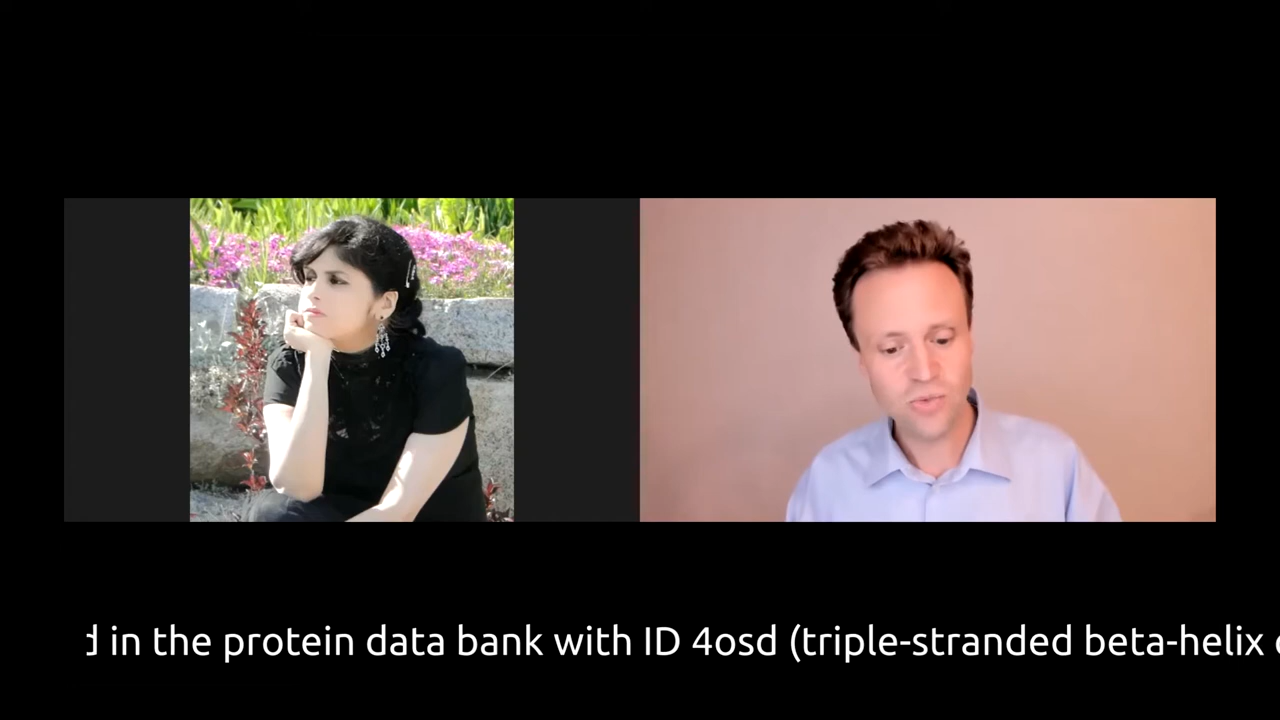 in the protein data bank with ID 4osd (triple-stranded beta-helix